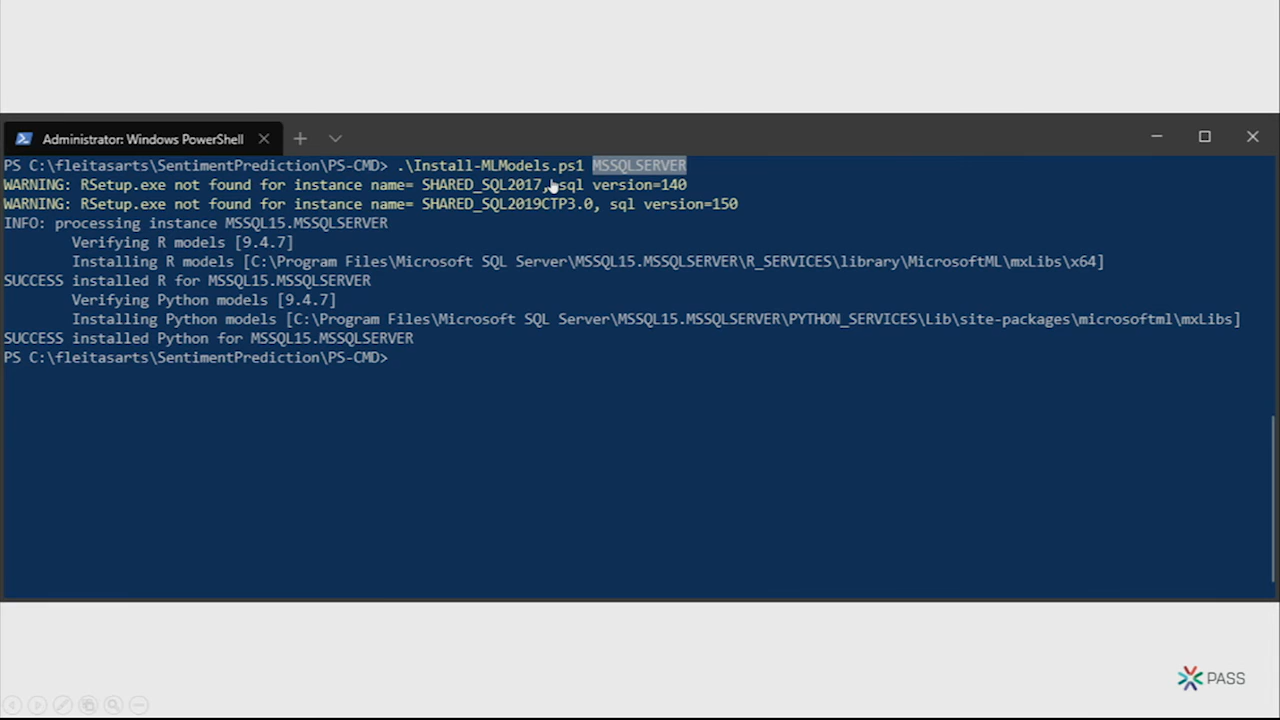 Administrator: Windows PowerShell
PS C:\fleitasarts\SentimentPrediction\PS-CMD> .\Install-MLModels.ps1 MSSQLSERVER
WARNING: RSetup.exe not found for instance name= SHARED_SQL2017, sql version=140
WARNING: RSetup.exe not found for instance name= SHARED_SQL2019CTP3.0, sql version=150
INFO: processing instance MSSQL15.MSSQLSERVER
Verifying R models [9.4.7]
Installing R models [C:\Program Files\Microsoft SQL Server\MSSQL15.MSSQLSERVER\R_SERVICES\library\MicrosoftML\mxLibs\x64]
SUCCESS installed R for MSSQL15.MSSQLSERVER
Verifying Python models [9.4.7]
Installing Python models [C:\Program Files\Microsoft SQL Server\MSSQL15.MSSQLSERVER\PYTHON_SERVICES\Lib\site-packages\microsoftml\mxLibs]
SUCCESS installed Python for MSSQL15.MSSQLSERVER
PS C:\fleitasarts\SentimentPrediction\PS-CMD>
PASS